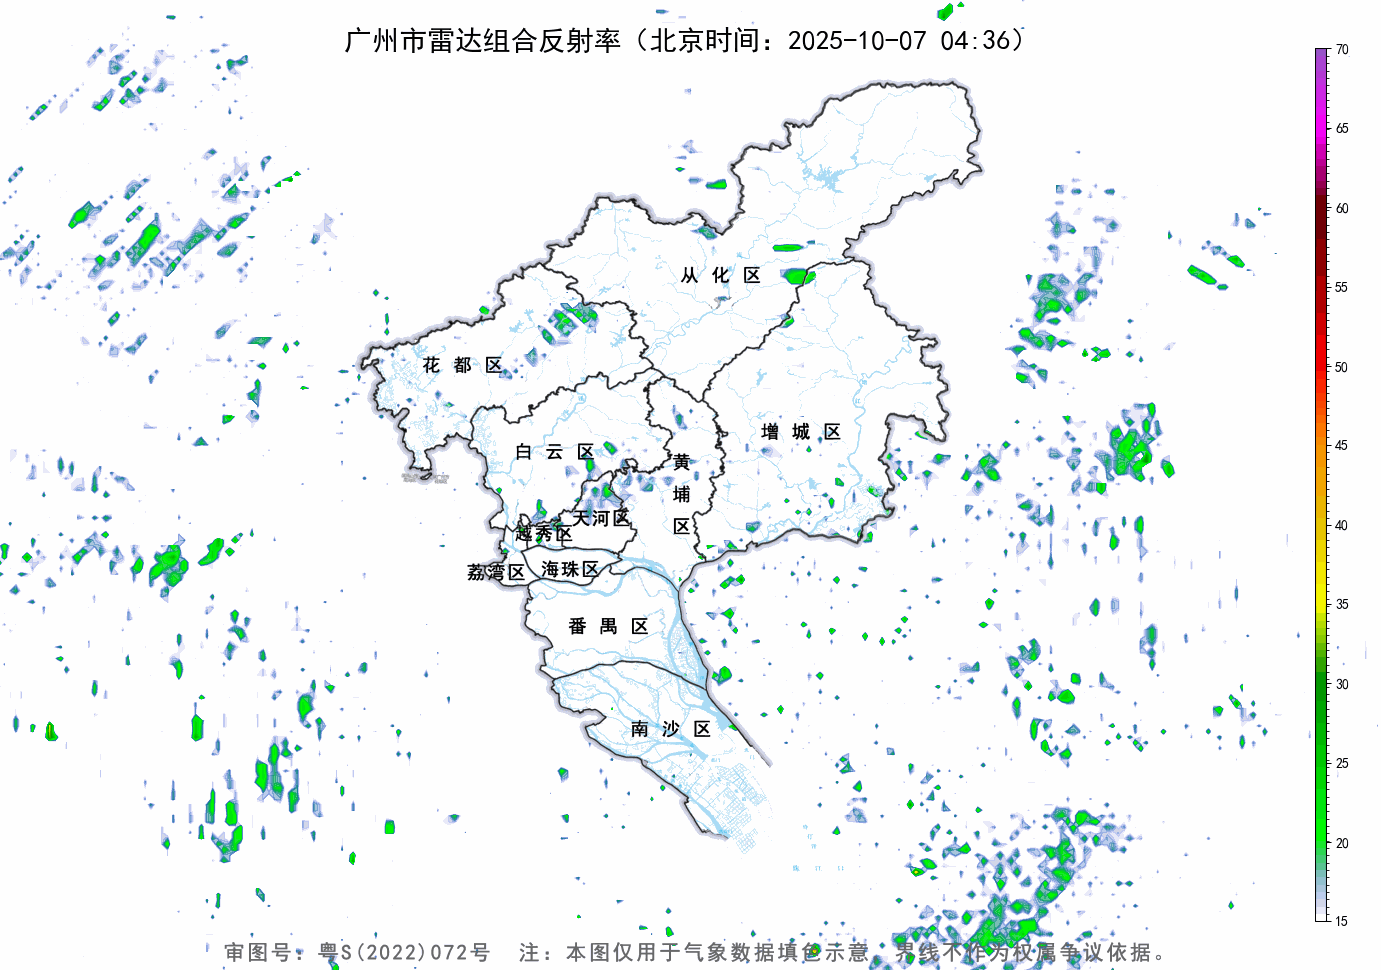 广州市雷达组合反射率（北京时间：2025-10-07 04:36）
70
65
60
55
50
45
40
35
30
25
20
15
从化区
花都区
增城区
白云区
黄埔区
天河区
越秀区
荔湾区
海珠区
番禺区
南沙区
审图号：粤S(2022)072号 注：本图仅用于气象数据填色示意，界线不作为权属争议依据。